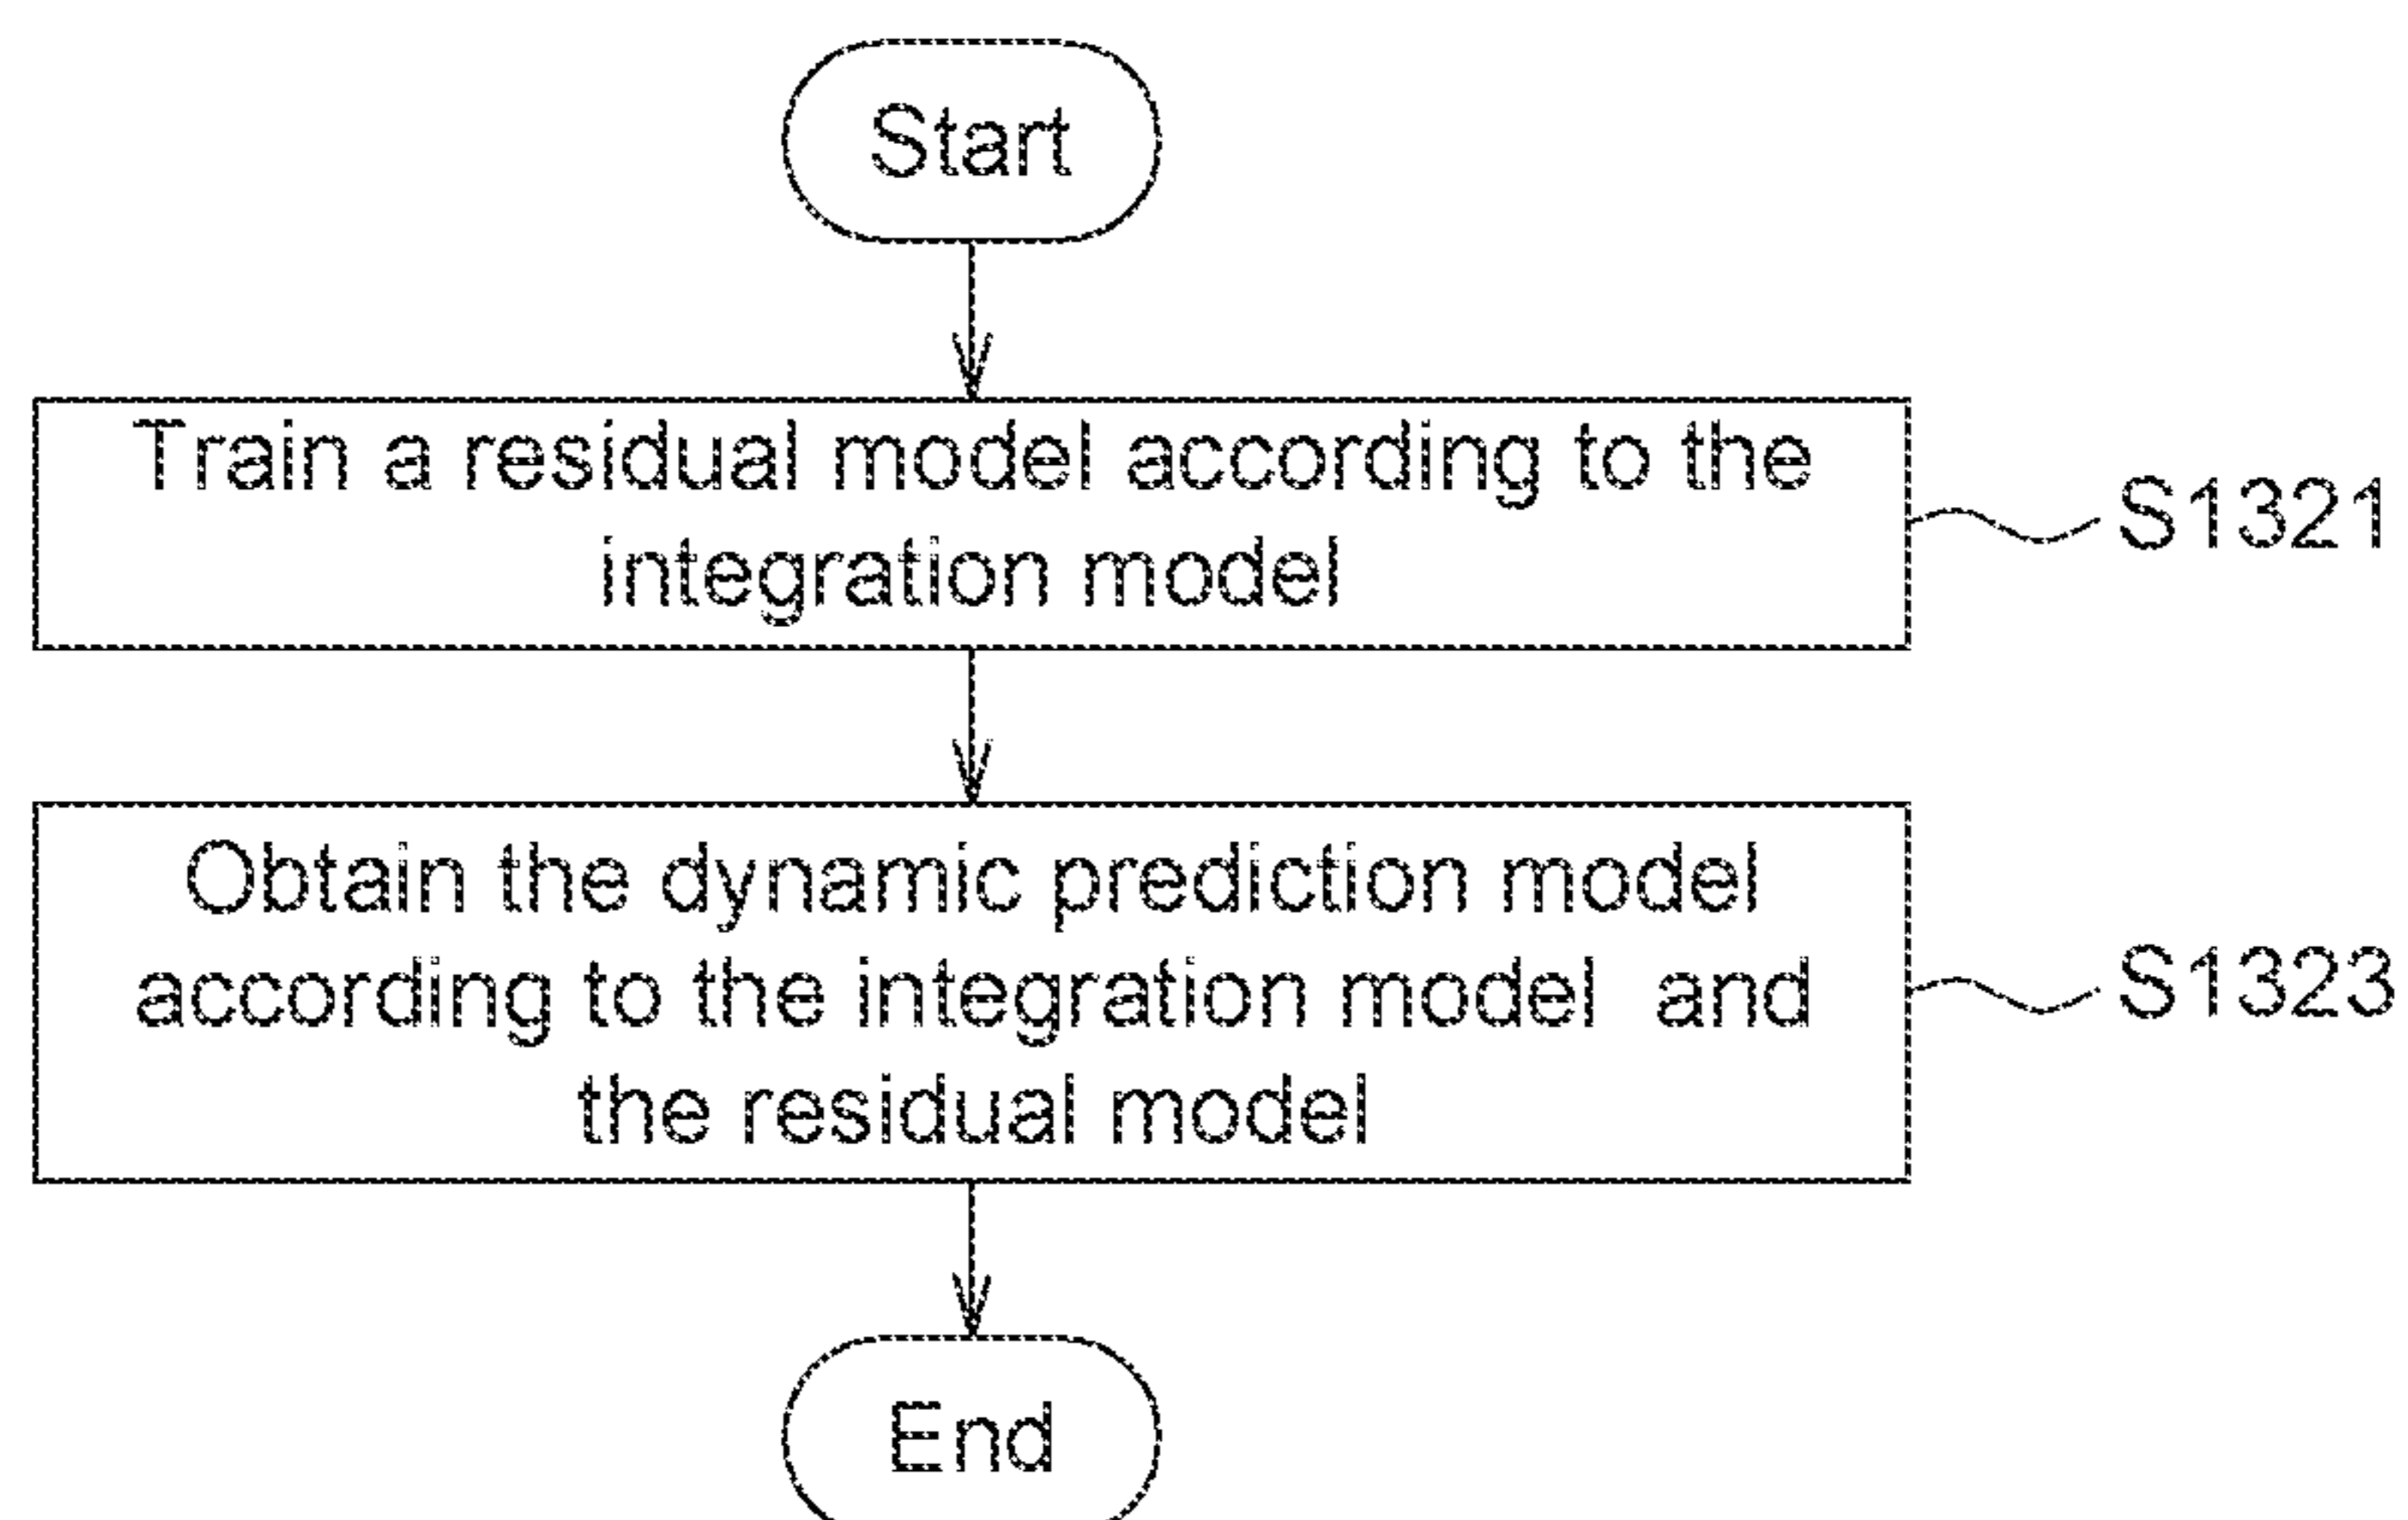 Start
Train a residual model according to the
integration model
S1321
Obtain the dynamic prediction model
according to the integration model  and
the residual model
S1323
End